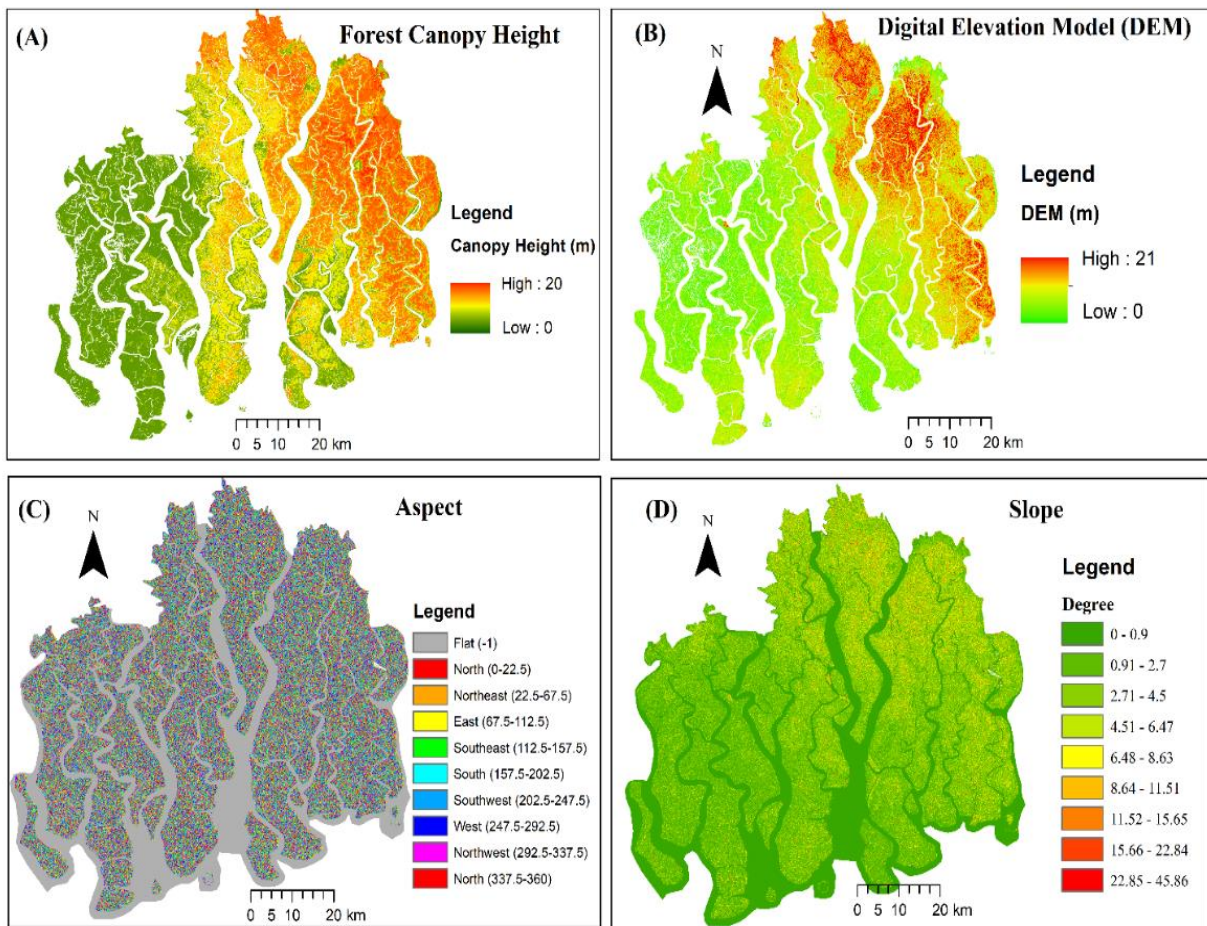 (A)
Forest Canopy Height
Legend
Canopy Height (m)
High : 20
Low : 0
0 5 10 20 km
(B)
Digital Elevation Model (DEM)
N
Legend
DEM (m)
High : 21
Low : 0
0 5 10 20 km
(C)
Aspect
N
Legend
Flat (-1)
North (0-22.5)
Northeast (22.5-67.5)
East (67.5-112.5)
Southeast (112.5-157.5)
South (157.5-202.5)
Southwest (202.5-247.5)
West (247.5-292.5)
Northwest (292.5-337.5)
North (337.5-360)
0 5 10 20 km
(D)
Slope
N
Legend
Degree
0 - 0.9
0.91 - 2.7
2.71 - 4.5
4.51 - 6.47
6.48 - 8.63
8.64 - 11.51
11.52 - 15.65
15.66 - 22.84
22.85 - 45.86
0 5 10 20 km